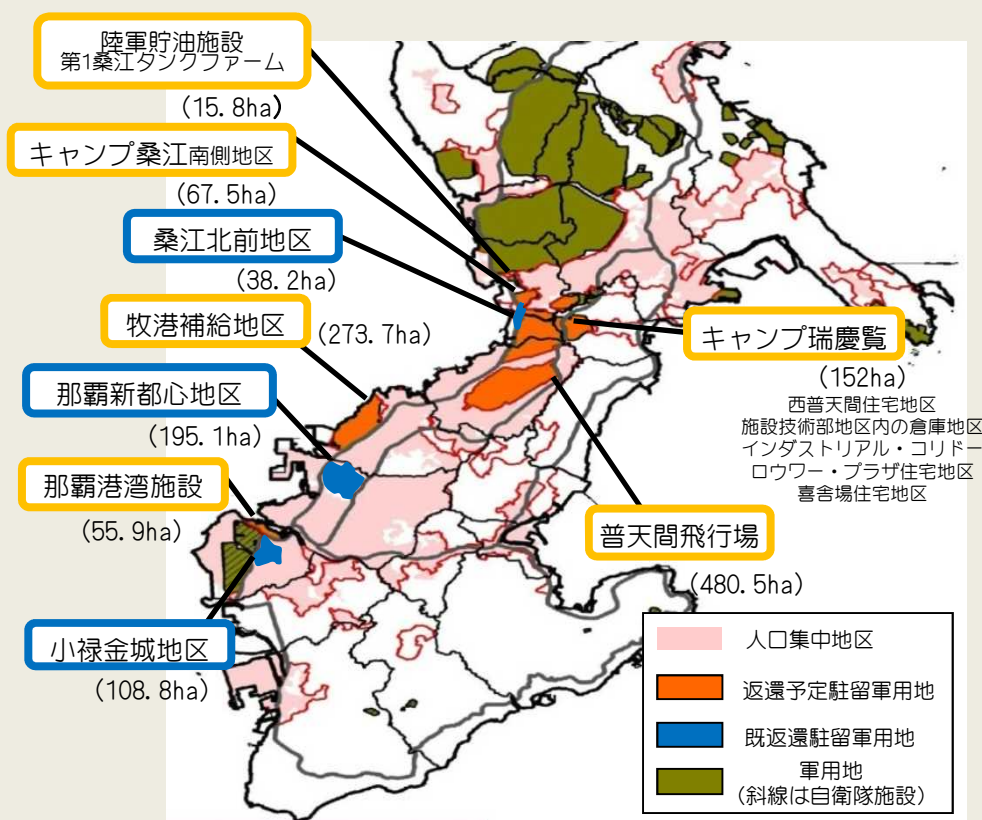 陸軍貯油施設
第1桑江タンクファーム
(15.8ha)
キャンプ桑江南側地区
(67.5ha)
桑江北前地区
(38.2ha)
牧港補給地区
(273.7ha)
那覇新都心地区
(195.1ha)
那覇港湾施設
(55.9ha)
小禄金城地区
(108.8ha)
キャンプ瑞慶覧
(152ha)
西普天間住宅地区
施設技術部地区内の倉庫地区
インダストリアル・コリドー
ロウワー・プラザ住宅地区
喜舎場住宅地区
普天間飛行場
(480.5ha)
人口集中地区
返還予定駐留軍用地
既返還駐留軍用地
軍用地
(斜線は自衛隊施設)